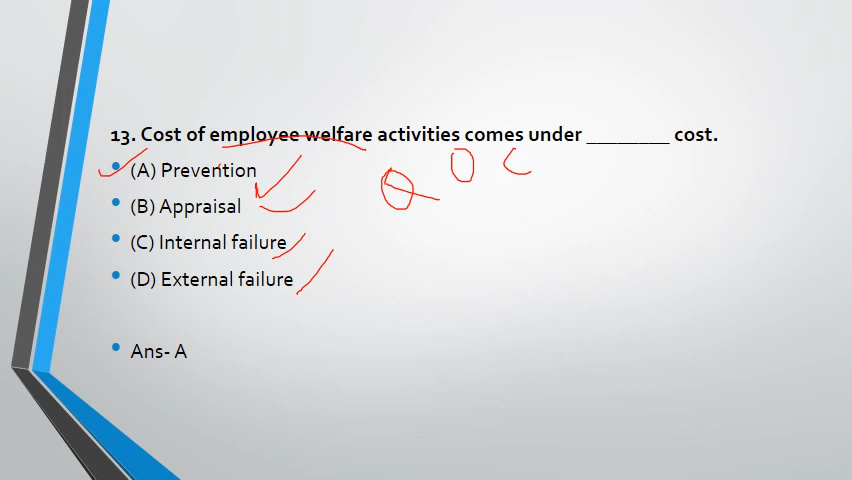 13. Cost of employee welfare activities comes under ________ cost.
• (A) Prevention
• (B) Appraisal
Q O C
• (C) Internal failure
• (D) External failure
• Ans- A